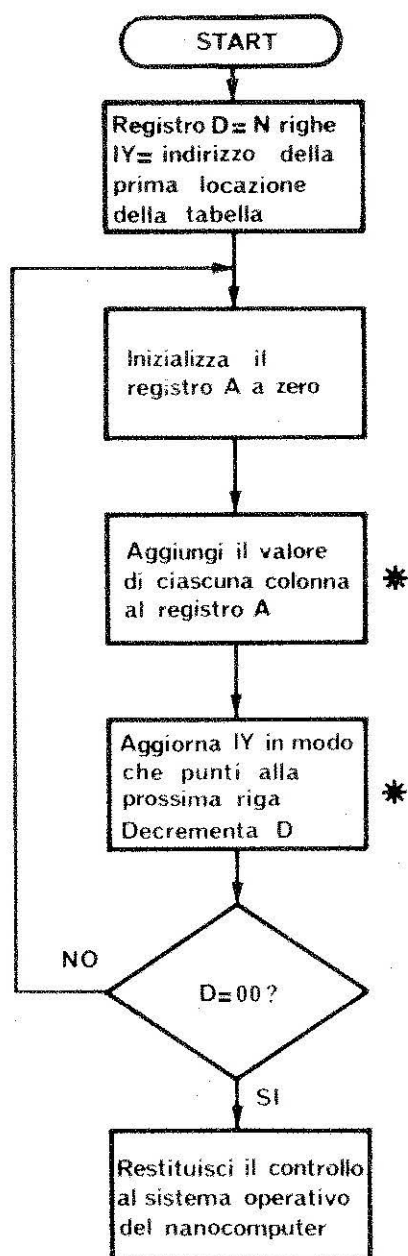 START
Registro D= N righe
IY= indirizzo della
prima locazione
della tabella
Inizializza il
registro A a zero
Aggiungi il valore
di ciascuna colonna
al registro A
*
Aggiorna IY in modo
che punti alla
prossima riga
Decrementa D
*
NO
D=00?
SI
Restituisci il controllo
al sistema operativo
del nanocomputer